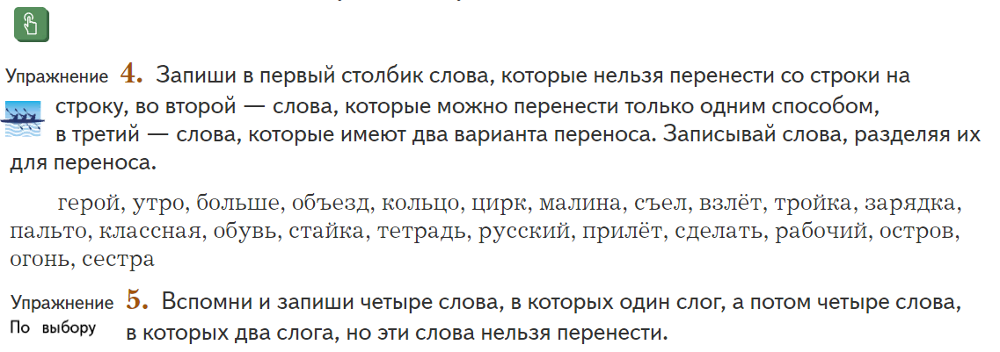 Упражнение 4. Запиши в первый столбик слова, которые нельзя перенести со строки на
строку, во второй — слова, которые можно перенести только одним способом,
в третий — слова, которые имеют два варианта переноса. Записывай слова, разделяя их
для переноса.
герой, утро, больше, объезд, кольцо, цирк, малина, съел, взлёт, тройка, зарядка,
пальто, классная, обувь, стайка, тетрадь, русский, прилёт, сделать, рабочий, остров,
огонь, сестра
Упражнение 5. Вспомни и запиши четыре слова, в которых один слог, а потом четыре слова,
По выбору в которых два слога, но эти слова нельзя перенести.